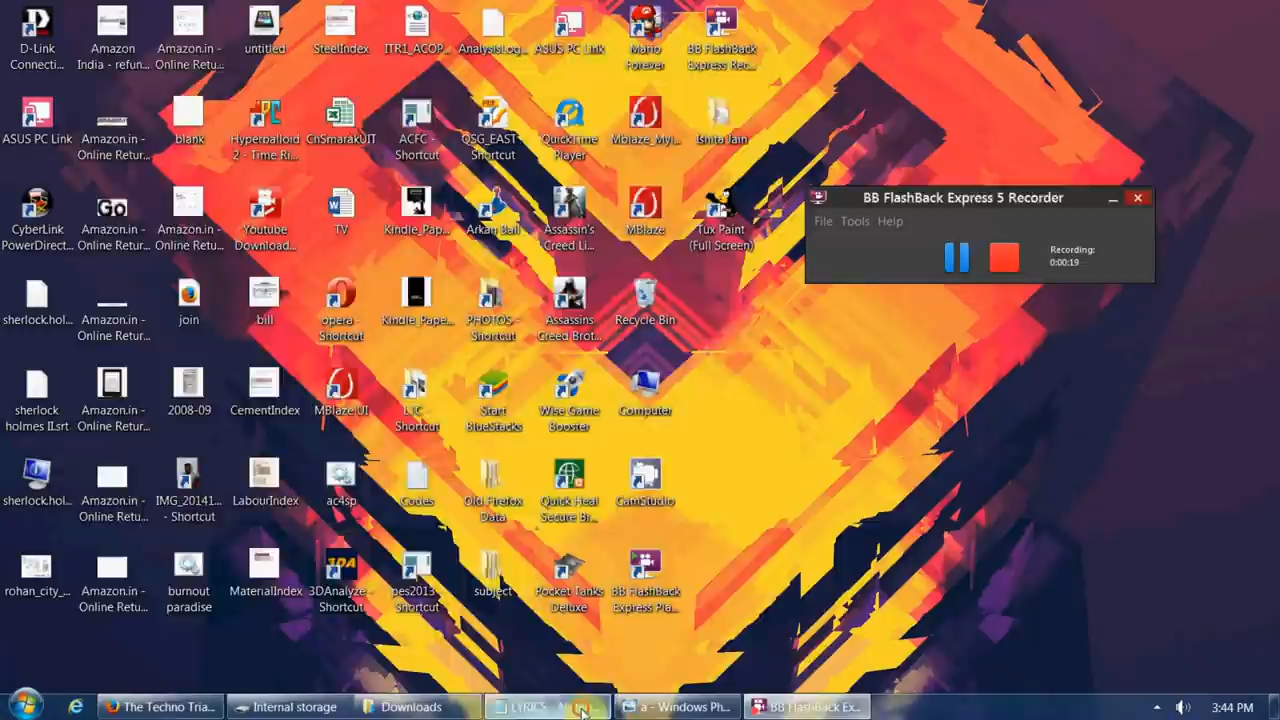 D-Link
Connecti...
Amazon
India - refun...
Amazon.in -
Online Retu...
untitled
SteelIndex
ITR1_ACOP...
AnalysisLog...
ASUS PC Link
Mario
Forever
BB FlashBack
Express Rec...
ASUS PC Link
Amazon.in -
Online Retur...
blank
Hyperballoid
2 - Time Ri...
CnSmarakUIT
ACFC -
Shortcut
QSG_EAST -
Shortcut
QuickTime
Player
Mblaze_Myi...
Ishita Jain
CyberLink
PowerDirect...
Amazon.in -
Online Retur...
Amazon.in -
Online Retur...
Youtube
Download...
TV
Kindle_Pap...
Arkan Ball
Assassin's
Creed Li...
MBlaze
Tux Paint
(Full Screen)
sherlock.hol...
Amazon.in -
Online Retur...
join
bill
opera -
Shortcut
Kindle_Pape...
PHOTOS -
Shortcut
Assassins
Creed Brot...
Recycle Bin
sherlock
holmes II.srt
Amazon.in -
Online Retur...
2008-09
CementIndex
MBlaze UI
Shortcut
Start
BlueStacks
Wise Game
Booster
Computer
sherlock.hol...
Amazon.in -
Online Retu...
IMG_20141...
- Shortcut
LabourIndex
ac4sp
Codes
Old Firefox
Data
Quick Heal
Secure Br...
CamStudio
rohan_city_...
Amazon.in -
Online Retu...
burnout
paradise
MaterialIndex
3DAnalyze -
Shortcut
pes2013 -
Shortcut
subject
Pocket Tanks
Deluxe
BB FlashBack
Express Pla...
BB FlashBack Express 5 Recorder
File Tools Help
Recording:
0:00:19
The Techno Tria...
Internal storage
Downloads
LYRICS -
a - Windows Ph...
BB FlashBack Ex...
3:44 PM